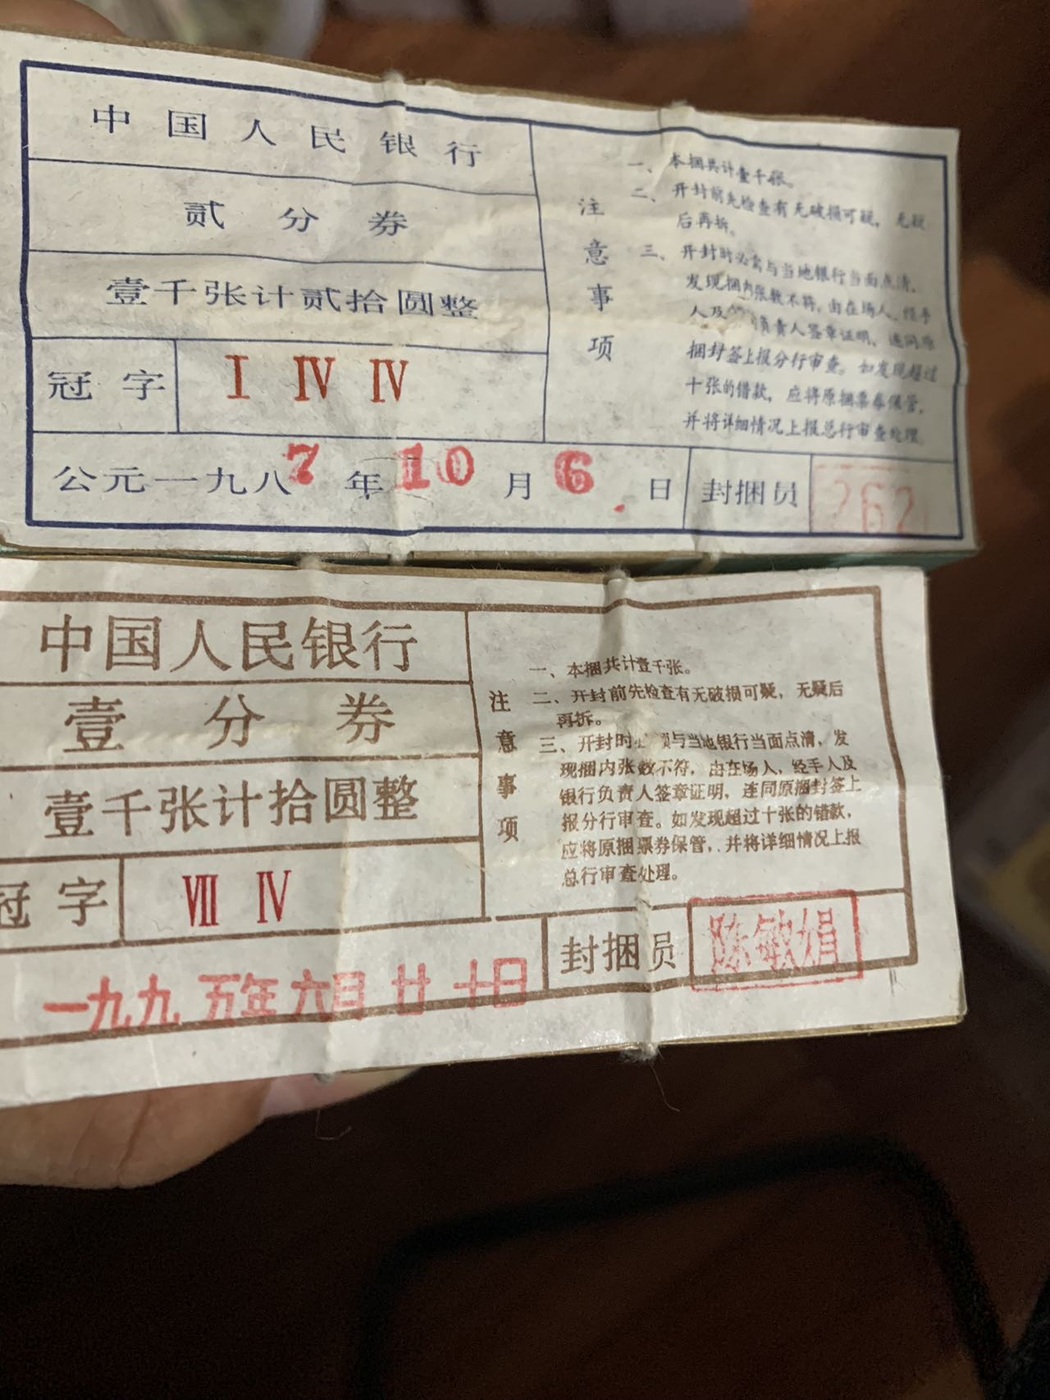 中国人民银行
贰分券
壹千张计贰拾圆整
冠字 Ⅰ Ⅳ Ⅳ
公元一九八7年10月6日
注意事项
一、本捆共计壹千张。
二、开封前先检查有无破损可疑，无疑
后再拆。
三、开封时必需与当地银行当面点清，
发现捆内张数不符，由在场人、经手
人及负责人签章证明，连同原
捆封签上报分行审查。如发现超过
十张的错款，应将原捆票券保管，
并将详细情况上报总行审查处理
封捆员 262
中国人民银行
壹分券
壹千张计拾圆整
冠字 Ⅷ Ⅳ
一九九五年六月廿十日
注意事项
一、本捆共计壹千张。
二、开封前先检查有无破损可疑，无疑后
再拆。
三、开封时须与当地银行当面点清，发
现捆内张数不符，由在场人，经手人及
银行负责人签章证明，连同原捆封签上
报分行审查。如发现超过十张的错款，
应将原捆票券保管，并将详细情况上报
总行审查处理。
封捆员 陈敏娟